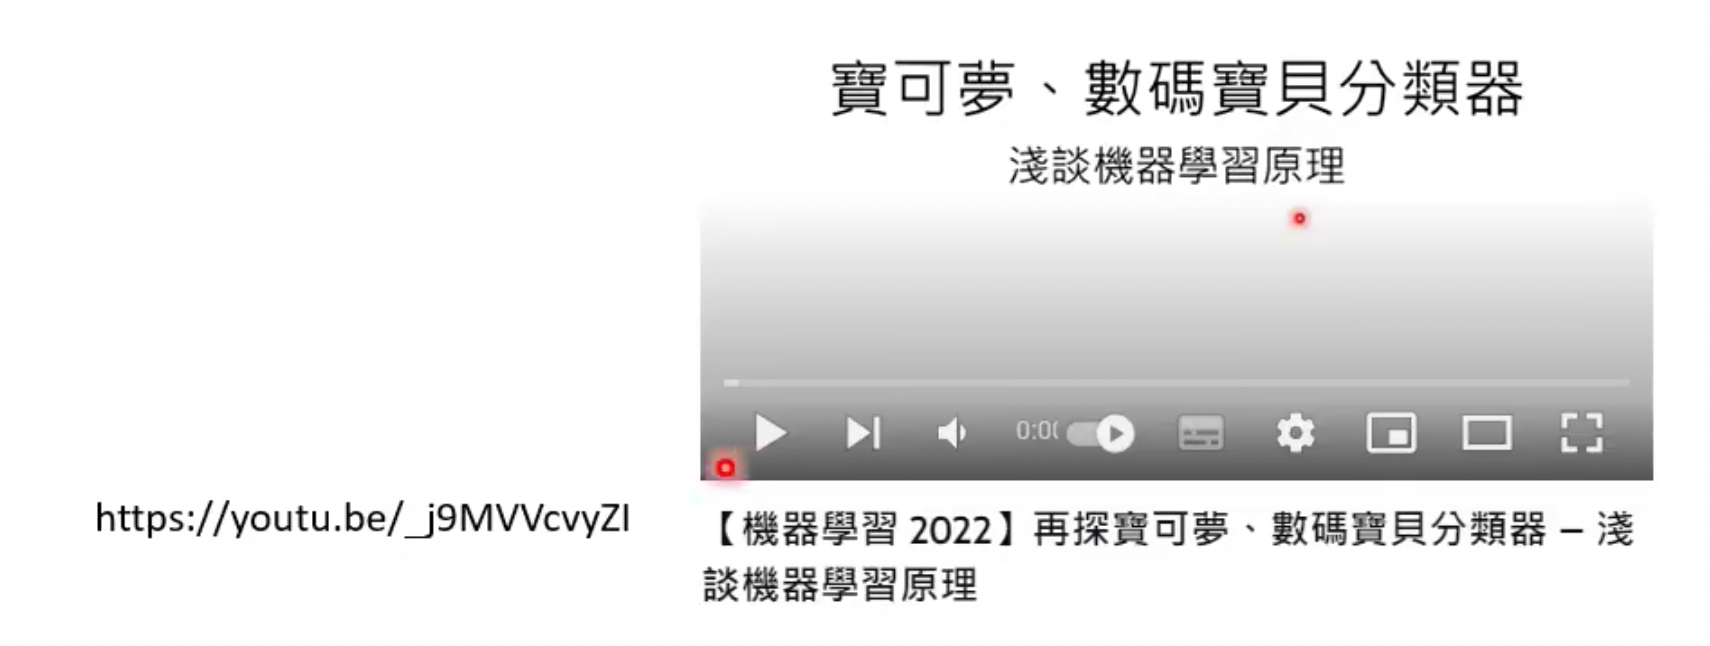 寶可夢、數碼寶貝分類器
淺談機器學習原理
0:00
https://youtu.be/_j9MVVcvyZI
【機器學習 2022】再探寶可夢、數碼寶貝分類器 – 淺
談機器學習原理